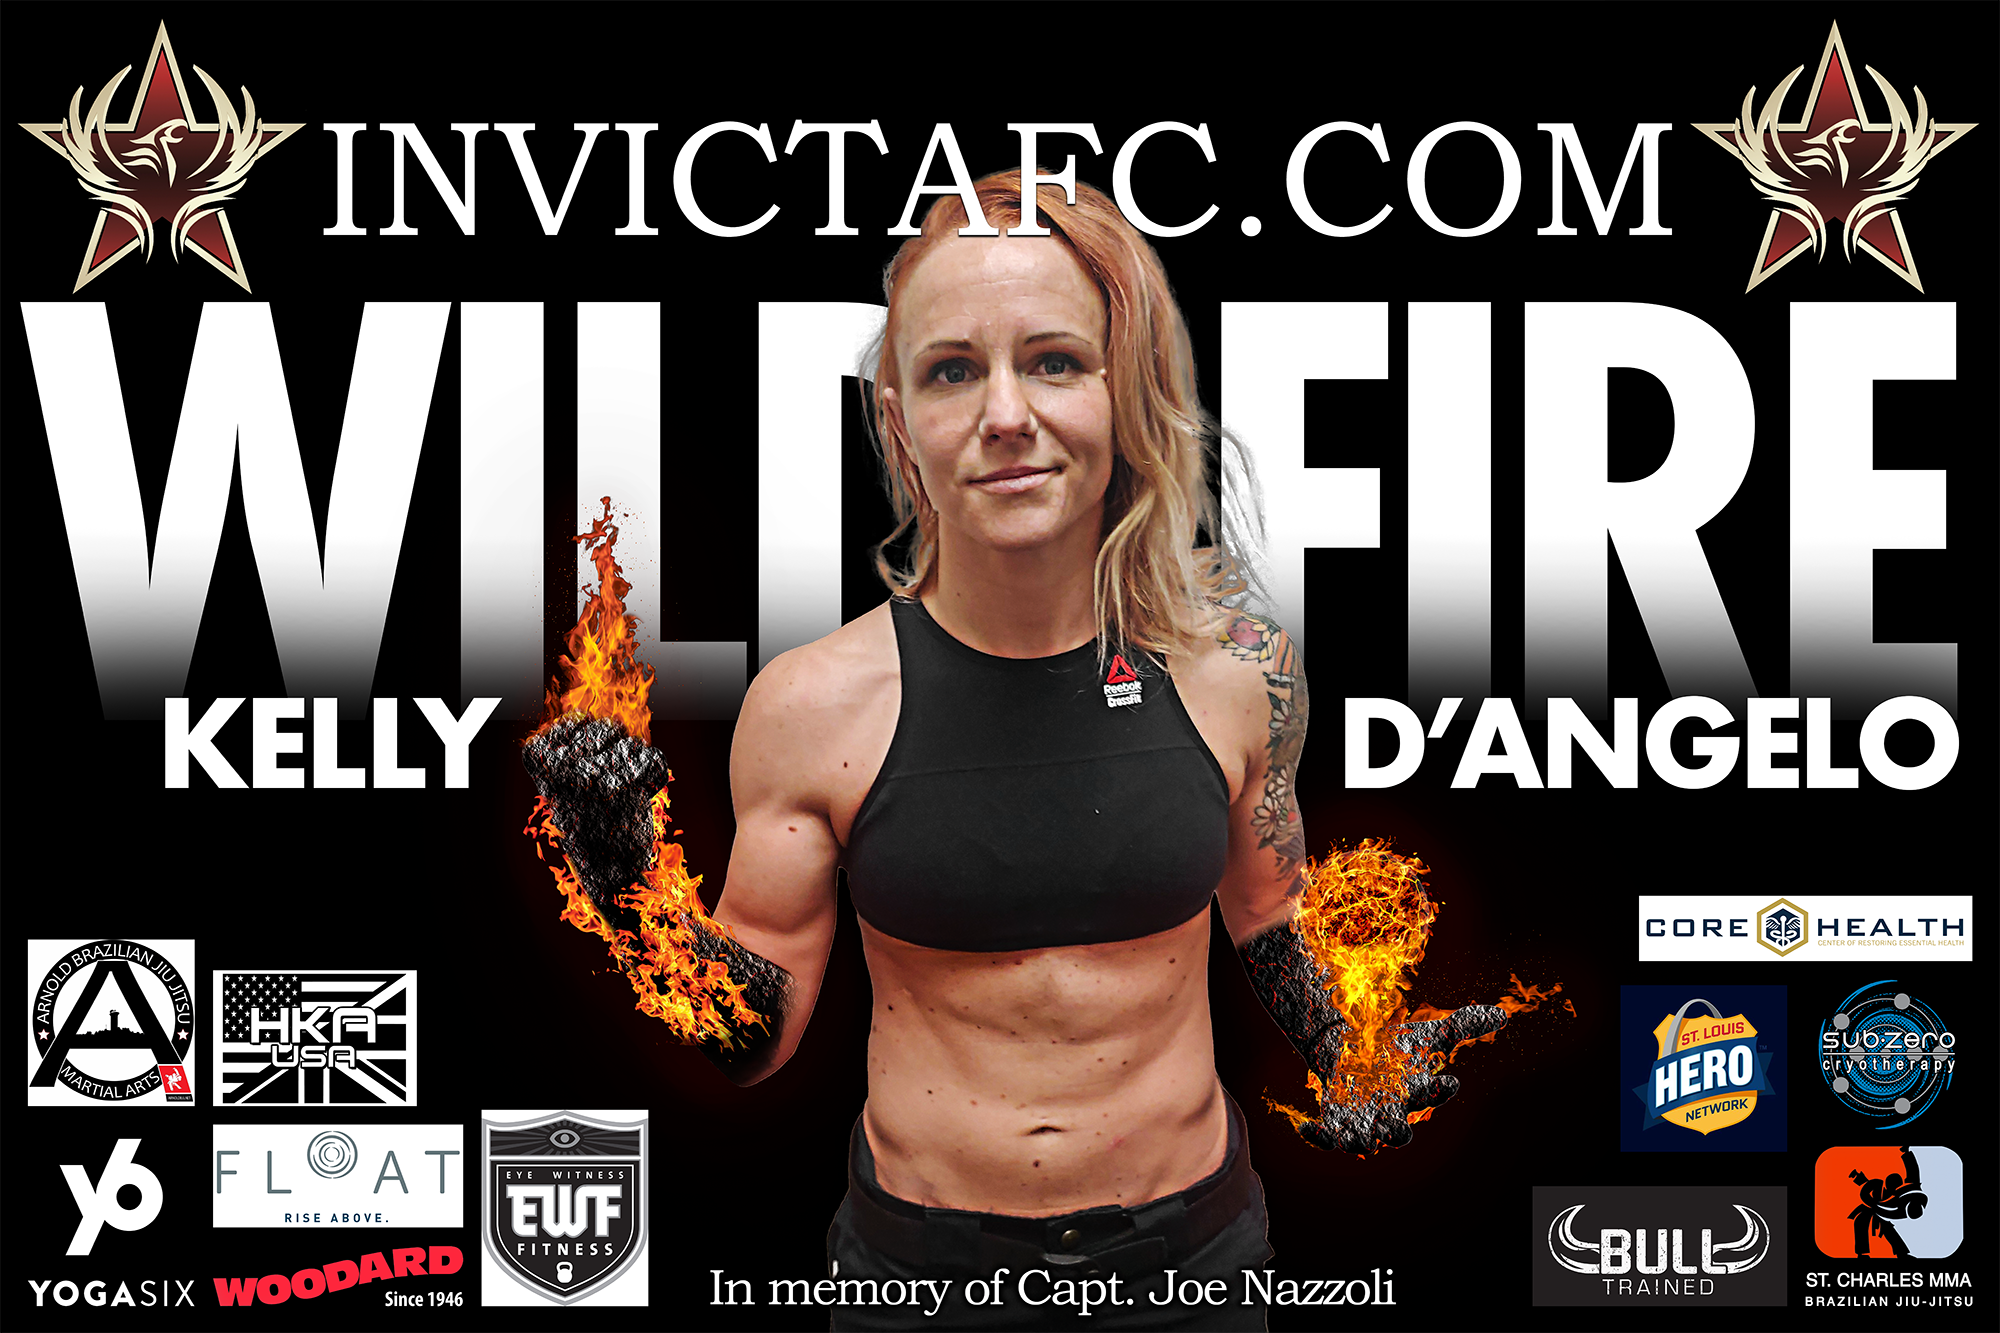 INVICTAFC.COM
WILD FIRE
KELLY
D'ANGELO
Reebok
CrossFit
ARNOLD BRAZILIAN JIU JITSU
A
MARTIAL ARTS
HKA
USA
y6
YOGASIX
FLOAT
RISE ABOVE.
WOODARD
Since 1946
EYE WITNESS
EWF
FITNESS
In memory of Capt. Joe Nazzoli
CORE HEALTH
CENTER OF RESTORING ESSENTIAL HEALTH
ST. LOUIS
HERO
NETWORK
sub.zero
cryotherapy
BULL
TRAINED
ST. CHARLES MMA
BRAZILIAN JIU-JITSU